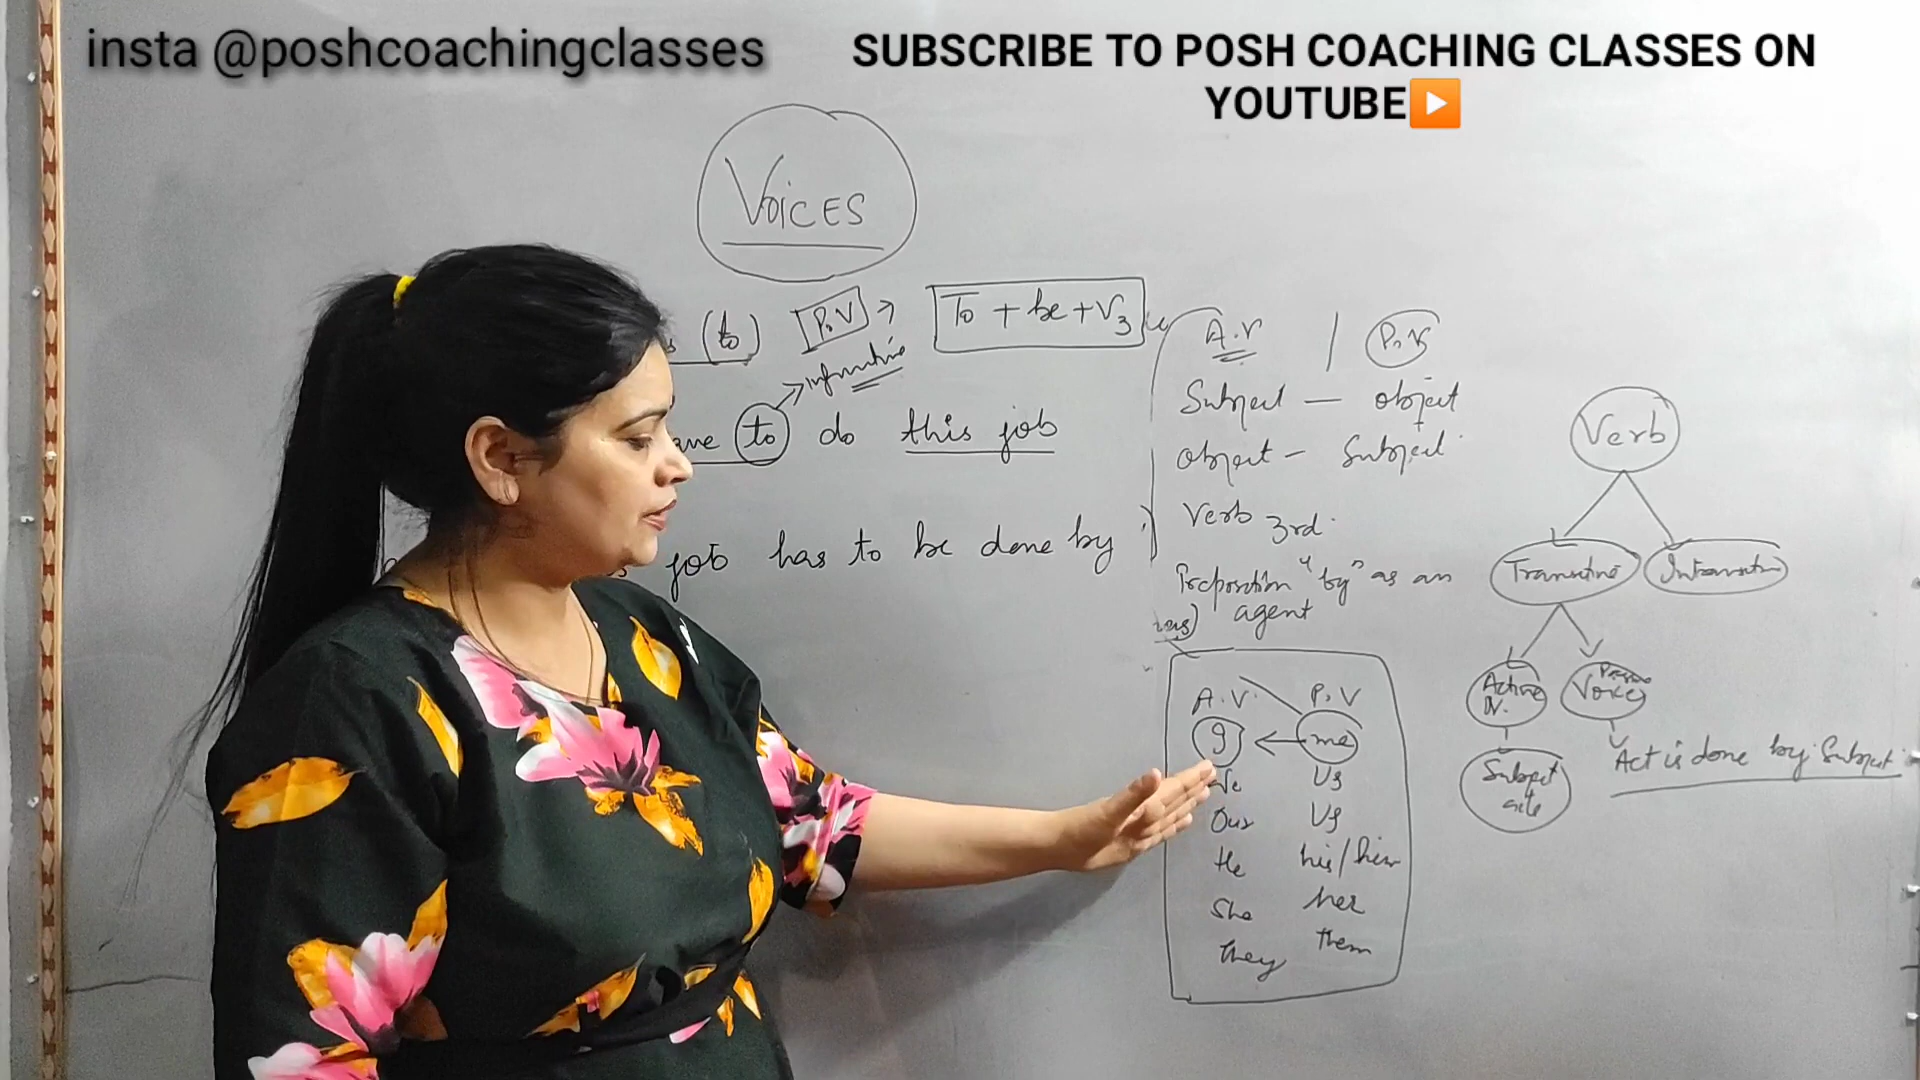 insta @poshcoachingclasses
SUBSCRIBE TO POSH COACHING CLASSES ON
YOUTUBE
VOICES
(to) P.V → To + be + V3
infinitive
to do this job
job has to be done by
A.V | P.V
Subject — object
object — Subject
Verb 3rd.
Preposition "by" as an
agent
A.V. P.V
I ← me
We Us
Our Us
He his/him
She her
They them
Verb
Transitive Intransitive
Active V. Passive Voice
Subject
Act is done by Subject